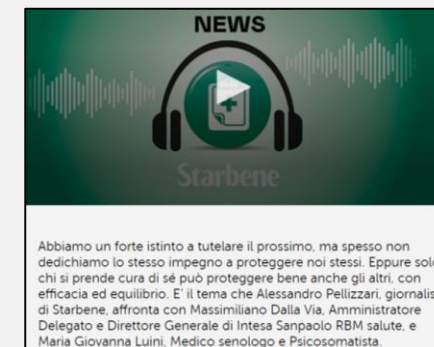 NEWS
Starbene
Abbiamo un forte istinto a tutelare il prossimo, ma spesso non
dedichiamo lo stesso impegno a proteggere noi stessi. Eppure solo
chi si prende cura di sé può proteggere bene anche gli altri, con
efficacia ed equilibrio. E' il tema che Alessandro Pellizzari, giornalis
di Starbene, affronta con Massimiliano Dalla Via, Amministratore
Delegato e Direttore Generale di Intesa Sanpaolo RBM salute, e
Maria Giovanna Luini, Medico senologo e Psicosomatista.